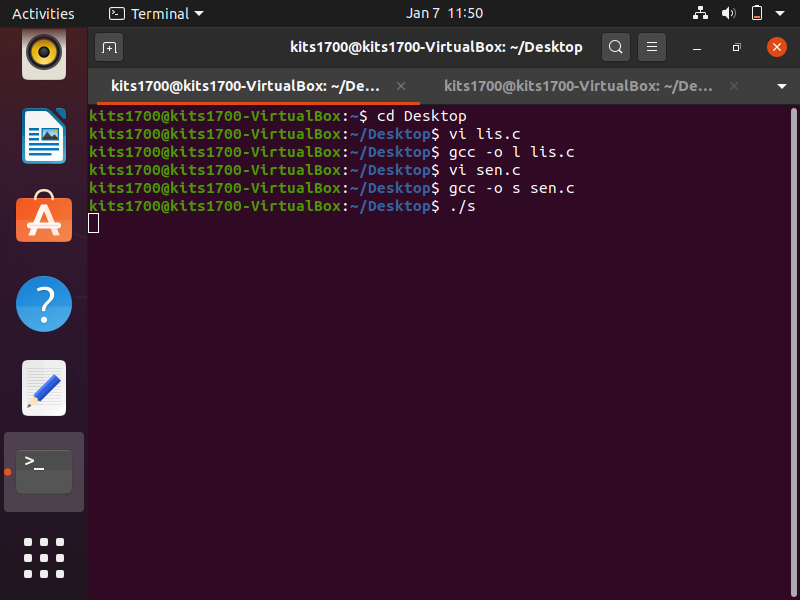 Activities
Terminal
Jan 7 11:50
kits1700@kits1700-VirtualBox: ~/Desktop
kits1700@kits1700-VirtualBox: ~/De...
kits1700@kits1700-VirtualBox: ~/De...
kits1700@kits1700-VirtualBox:~$ cd Desktop
kits1700@kits1700-VirtualBox:~/Desktop$ vi lis.c
kits1700@kits1700-VirtualBox:~/Desktop$ gcc -o l lis.c
kits1700@kits1700-VirtualBox:~/Desktop$ vi sen.c
kits1700@kits1700-VirtualBox:~/Desktop$ gcc -o s sen.c
kits1700@kits1700-VirtualBox:~/Desktop$ ./s